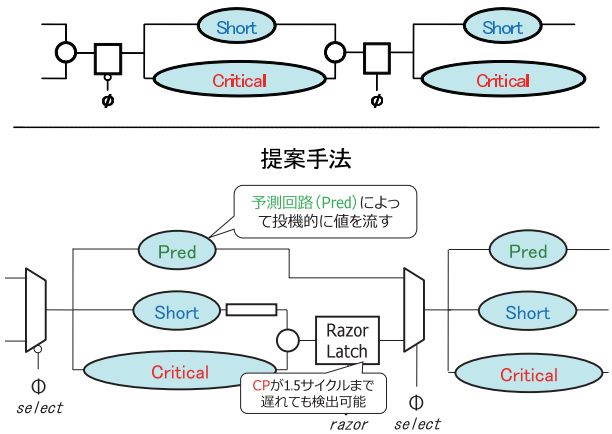 Short
Short
Critical
Critical
φ
φ
提案手法
予測回路(Pred)によっ
て投機的に値を流す
Pred
Pred
Short
Short
Razor
Latch
Critical
Critical
CPが1.5サイクルまで
遅れても検出可能
Φ
select
razor
Φ
select